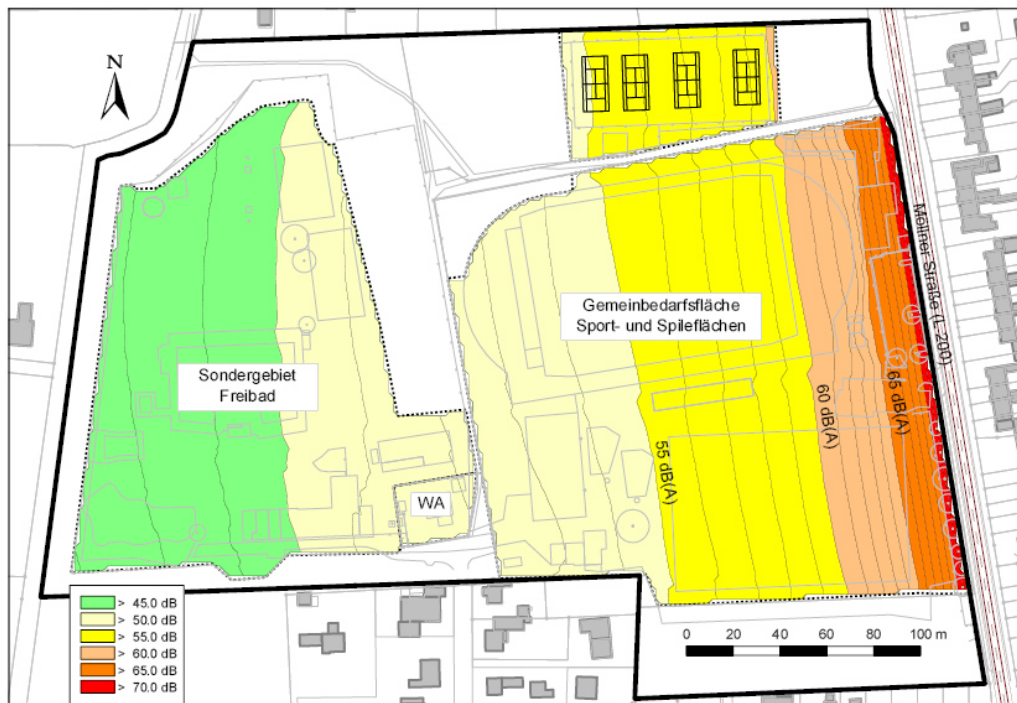 N
Möllner Straße (L 200)
Gemeinbedarfsfläche
Sport- und Spileflächen
Sondergebiet
Freibad
WA
55 dB(A)
60 dB(A)
65 dB(A)
> 45.0 dB
> 50.0 dB
> 55.0 dB
> 60.0 dB
> 65.0 dB
> 70.0 dB
0 20 40 60 80 100 m